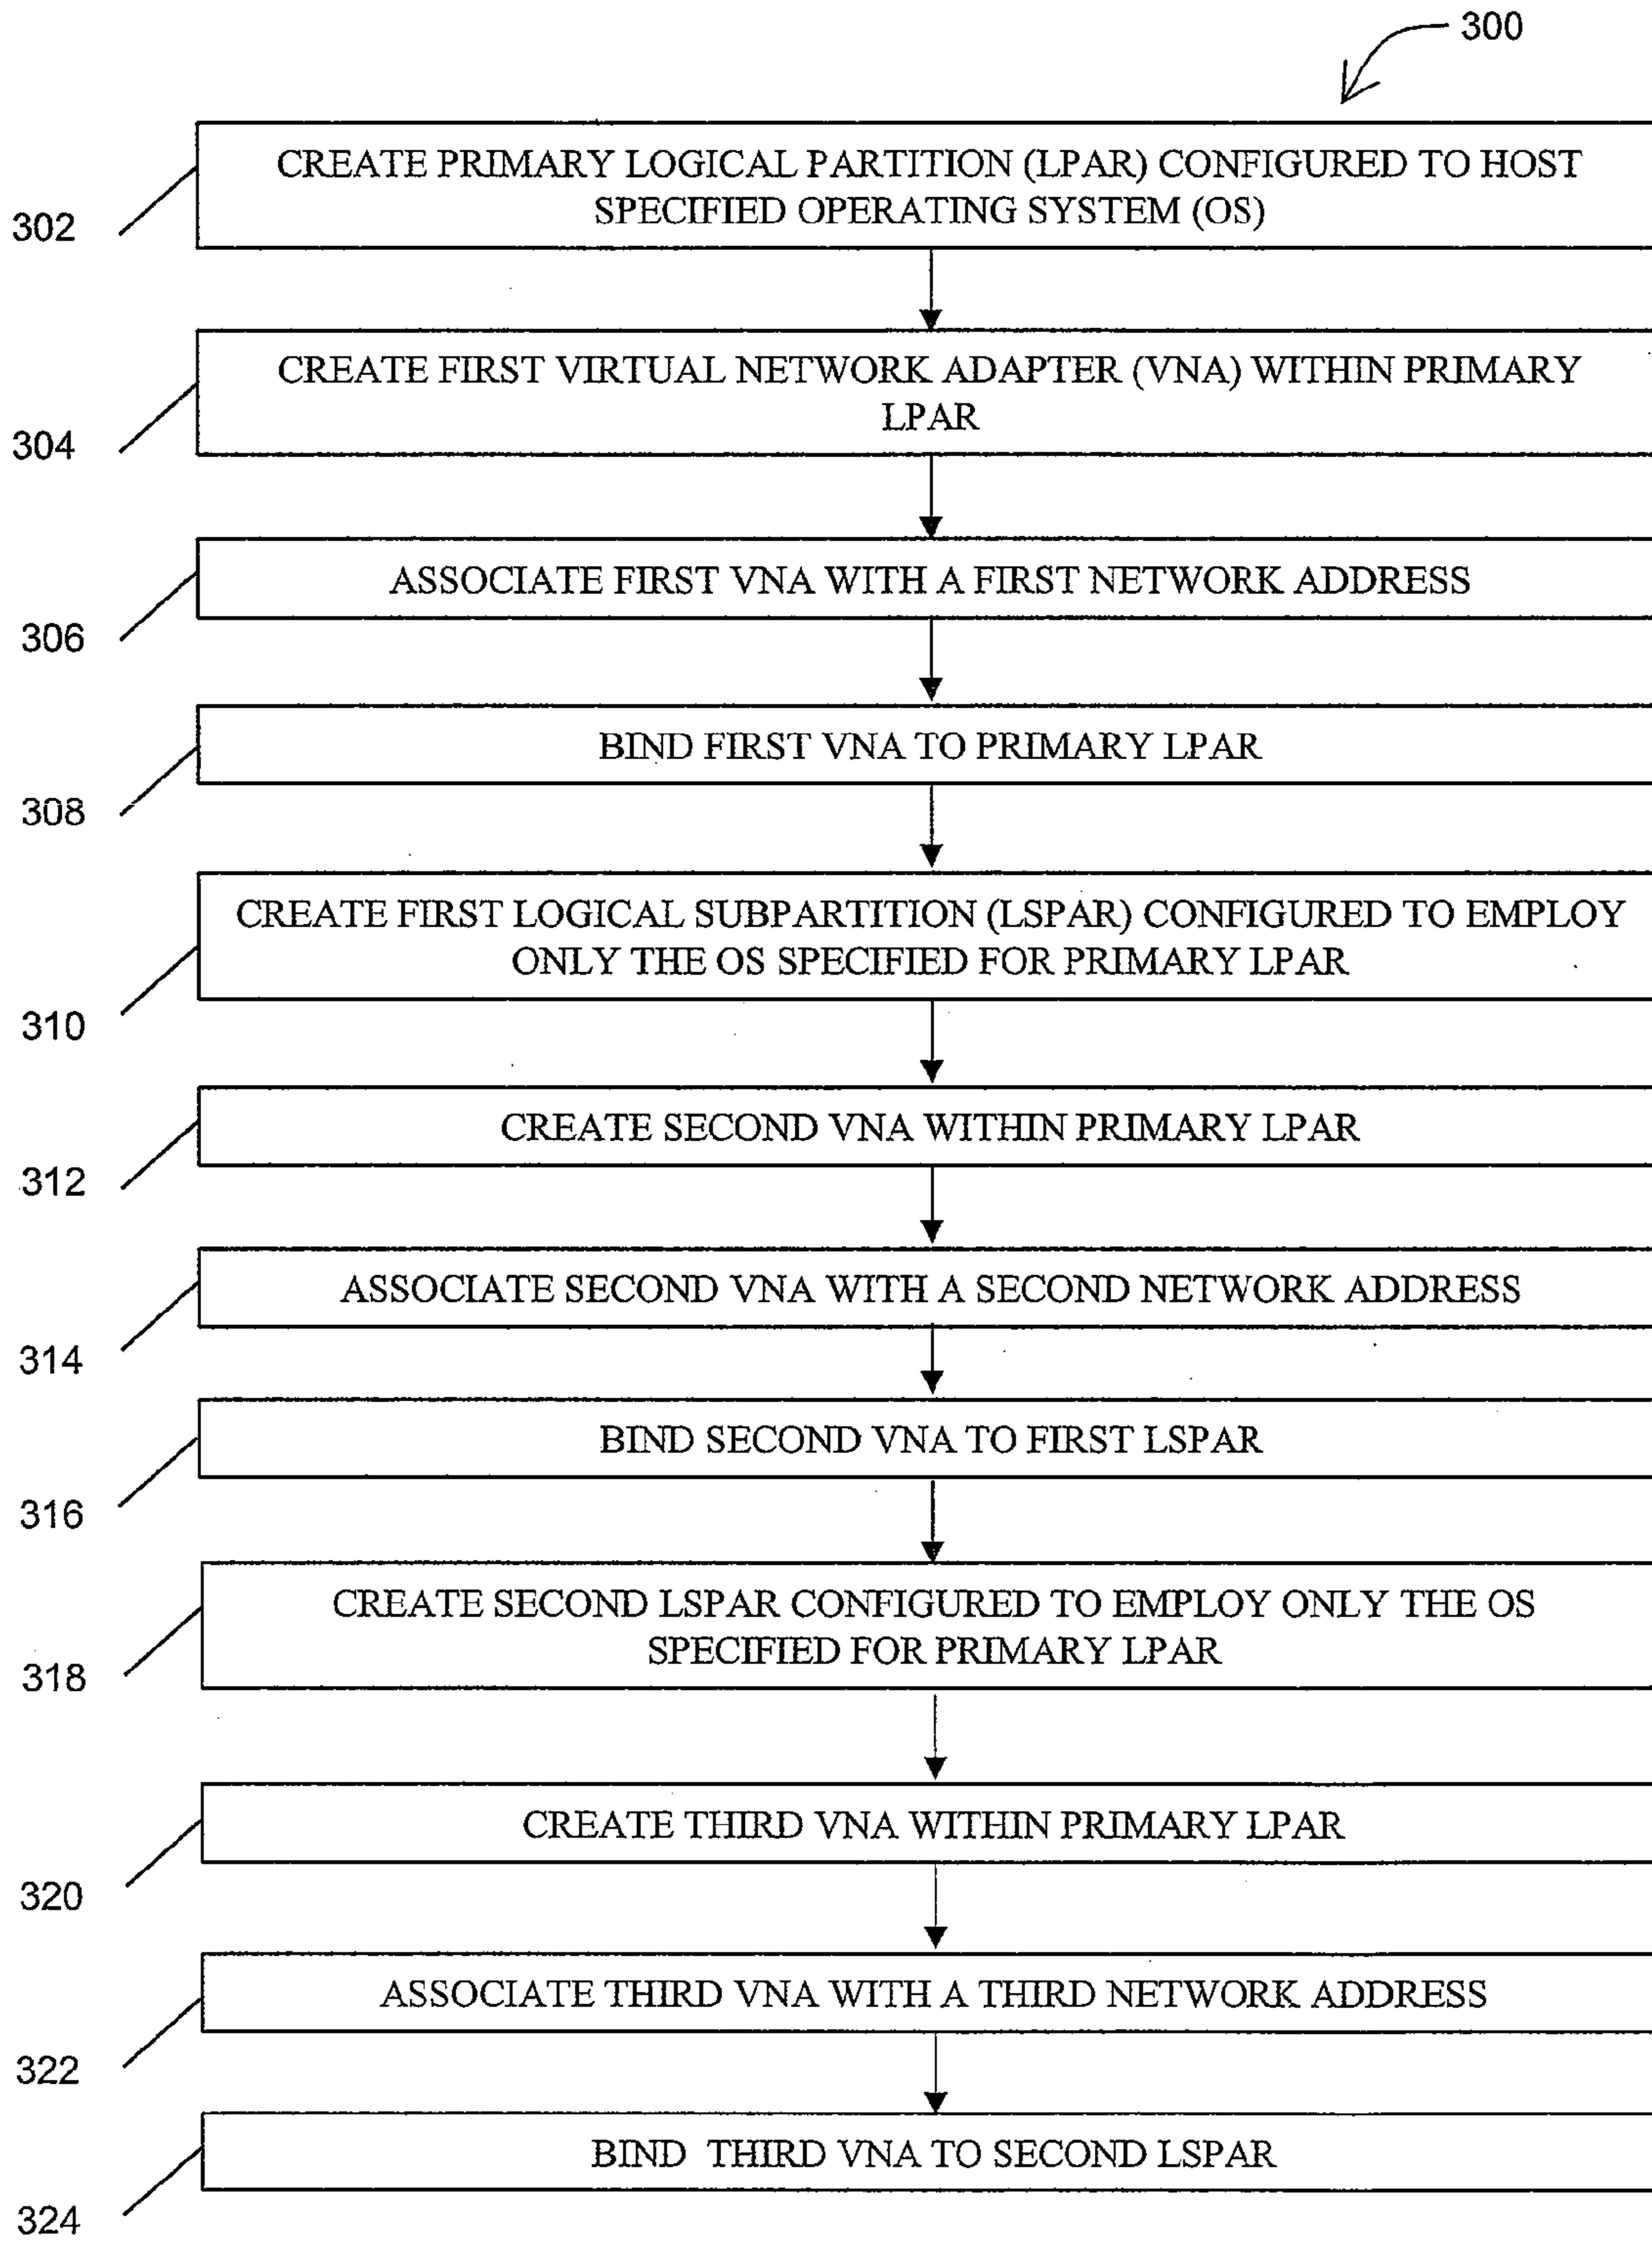 300
CREATE PRIMARY LOGICAL PARTITION (LPAR) CONFIGURED TO HOST
SPECIFIED OPERATING SYSTEM (OS)
302
CREATE FIRST VIRTUAL NETWORK ADAPTER (VNA) WITHIN PRIMARY
LPAR
304
ASSOCIATE FIRST VNA WITH A FIRST NETWORK ADDRESS
306
BIND FIRST VNA TO PRIMARY LPAR
308
CREATE FIRST LOGICAL SUBPARTITION (LSPAR) CONFIGURED TO EMPLOY
ONLY THE OS SPECIFIED FOR PRIMARY LPAR
310
CREATE SECOND VNA WITHIN PRIMARY LPAR
312
ASSOCIATE SECOND VNA WITH A SECOND NETWORK ADDRESS
314
BIND SECOND VNA TO FIRST LSPAR
316
CREATE SECOND LSPAR CONFIGURED TO EMPLOY ONLY THE OS
SPECIFIED FOR PRIMARY LPAR
318
CREATE THIRD VNA WITHIN PRIMARY LPAR
320
ASSOCIATE THIRD VNA WITH A THIRD NETWORK ADDRESS
322
BIND THIRD VNA TO SECOND LSPAR
324